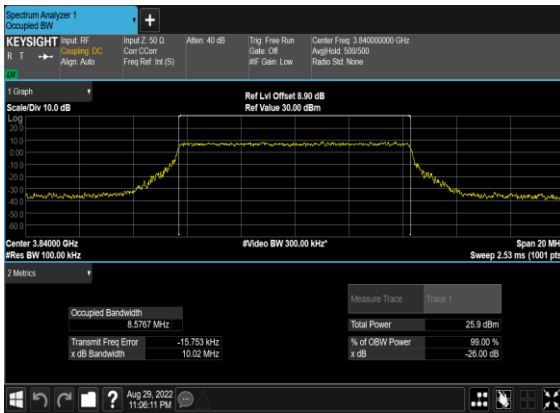 Spectrum Analyzer 1
Occupied BW
+
KEYSIGHT
R T
Input: RF
Coupling: DC
Align: Auto
Input Z: 50 Ω
Corr CCorr
Freq Ref: Int (S)
Atten: 40 dB
Trig: Free Run
Gate: Off
#IF Gain: Low
Center Freq: 3.840000000 GHz
Avg|Hold: 500/500
Radio Std: None
1 Graph
Scale/Div 10.0 dB
Ref Lvl Offset 8.90 dB
Ref Value 30.00 dBm
Log
20.0
10.0
0.00
-10.0
-20.0
-30.0
-40.0
-50.0
-60.0
Center 3.84000 GHz
#Res BW 100.00 kHz
#Video BW 300.00 kHz*
Span 20 MH
Sweep 2.53 ms (1001 pts
2 Metrics
Measure Trace Trace 1
Occupied Bandwidth
8.5767 MHz
Total Power 25.9 dBm
Transmit Freq Error -15.753 kHz
% of OBW Power 99.00 %
x dB Bandwidth 10.02 MHz
x dB -26.00 dB
?
Aug 29, 2022
11:06:11 PM